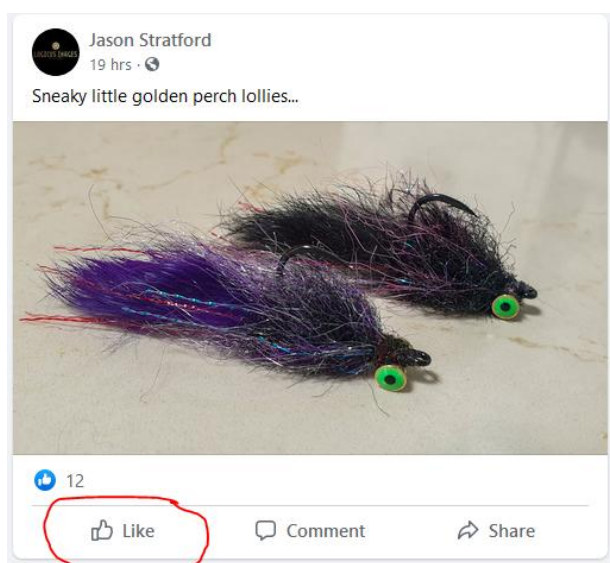 Jason Stratford
19 hrs ·
Sneaky little golden perch lollies...
12
Like Comment Share